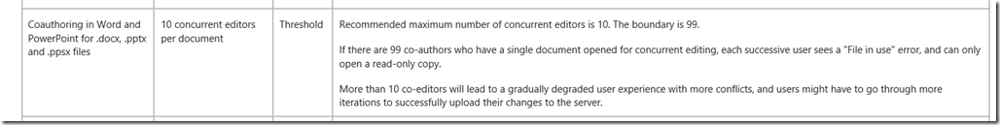 Coauthoring in Word and
PowerPoint for .docx, .pptx
and .ppsx files
10 concurrent editors
per document
Threshold
Recommended maximum number of concurrent editors is 10. The boundary is 99.
If there are 99 co-authors who have a single document opened for concurrent editing, each successive user sees a "File in use" error, and can only
open a read-only copy.
More than 10 co-editors will lead to a gradually degraded user experience with more conflicts, and users might have to go through more
iterations to successfully upload their changes to the server.